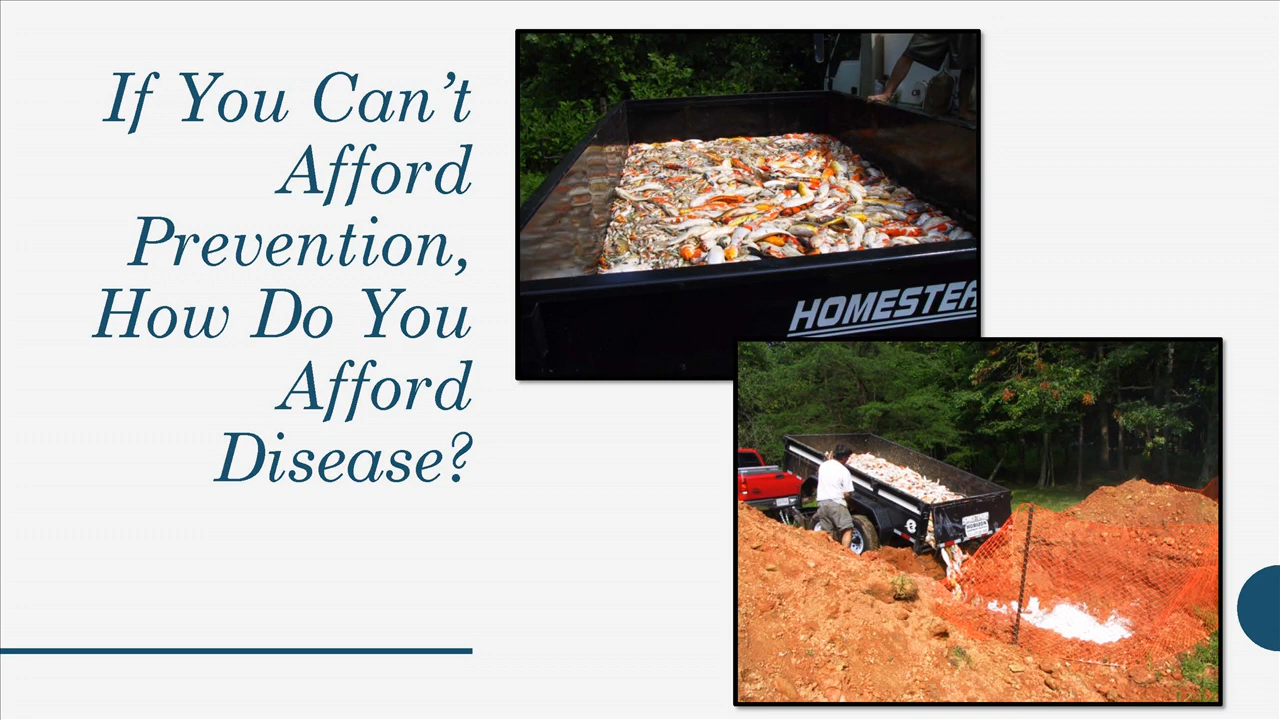 If You Can’t
Afford
Prevention,
How Do You
Afford
Disease?
HOMESTEA